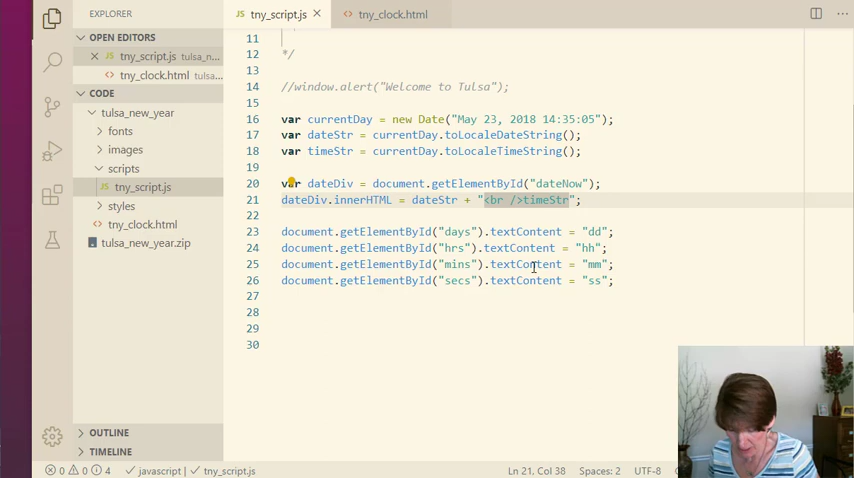 EXPLORER
JS tny_script.js ×
<> tny_clock.html
OPEN EDITORS
× JS tny_script.js tulsa_n...
<> tny_clock.html tulsa_...
CODE
tulsa_new_year
fonts
images
scripts
JS tny_script.js
styles
<> tny_clock.html
tulsa_new_year.zip
OUTLINE
TIMELINE
11
12 */
13
14 //window.alert("Welcome to Tulsa");
15
16 var currentDay = new Date("May 23, 2018 14:35:05");
17 var dateStr = currentDay.toLocaleDateString();
18 var timeStr = currentDay.toLocaleTimeString();
19
20 var dateDiv = document.getElementById("dateNow");
21 dateDiv.innerHTML = dateStr + "<br />timeStr";
22
23 document.getElementById("days").textContent = "dd";
24 document.getElementById("hrs").textContent = "hh";
25 document.getElementById("mins").textContent = "mm";
26 document.getElementById("secs").textContent = "ss";
27
28
29
30
0 0 4 javascript | tny_script.js Ln 21, Col 38 Spaces: 2 UTF-8